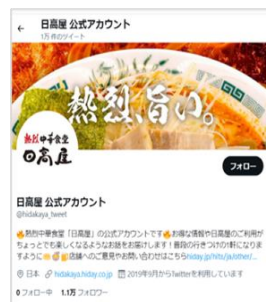 日高屋 公式アカウント
1万 件のツイート
熱烈、旨い。
熱烈中華食堂
日高屋
フォロー
日高屋 公式アカウント
@hidakaya_tweet
🔥熱烈中華食堂「日高屋」の公式アカウントです🔥お得な情報や日高屋のご利用が
ちょっとでも楽しくなるようなお話をお届けします！普段の行きつけの1軒になりま
すように
店舗へのご意見やお問い合わせはこちらhiday.jp/hits/ja/other/...
日本 hidakaya.hiday.co.jp 2019年9月からTwitterを利用しています
0 フォロー中 1.1万 フォロワー